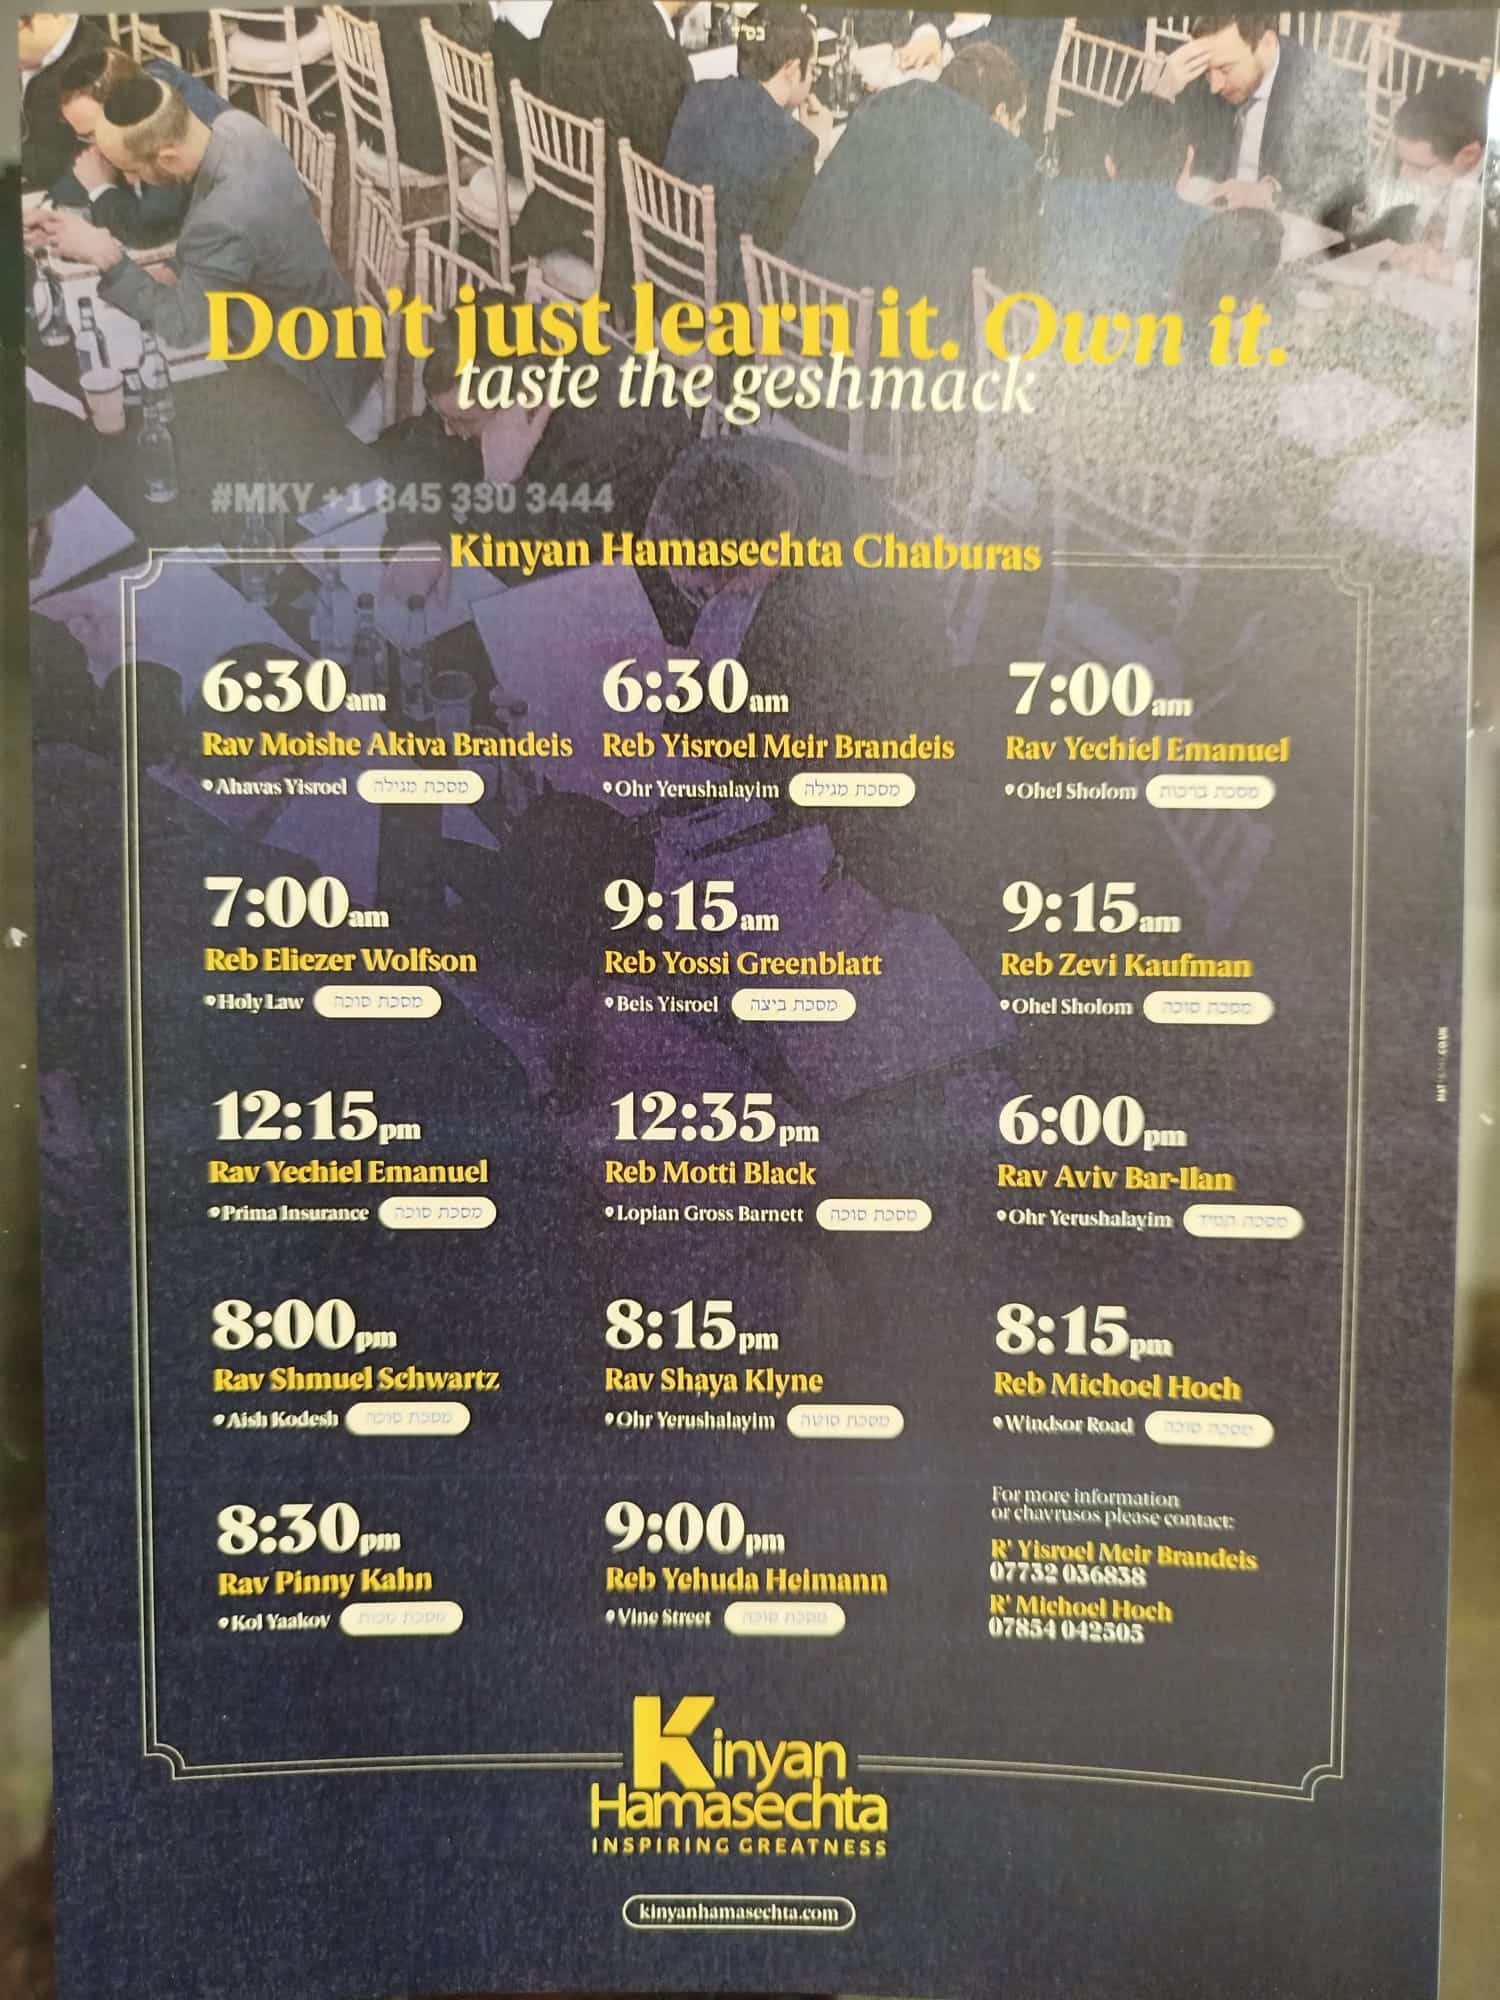 בס"ד
Don't just learn it. Own it.
taste the geshmack
#MKY +1 845 330 3444
Kinyan Hamasechta Chaburas
6:30am
Rav Moishe Akiva Brandeis
Ahavas Yisroel מסכת מגילה
6:30am
Reb Yisroel Meir Brandeis
Ohr Yerushalayim מסכת מגילה
7:00am
Rav Yechiel Emanuel
Ohel Sholom מסכת ברכות
7:00am
Reb Eliezer Wolfson
Holy Law מסכת סוכה
9:15am
Reb Yossi Greenblatt
Beis Yisroel מסכת ביצה
9:15am
Reb Zevi Kaufman
Ohel Sholom מסכת סוכה
12:15pm
Rav Yechiel Emanuel
Prima Insurance מסכת סוכה
12:35pm
Reb Motti Black
Lopian Gross Barnett מסכת סוכה
6:00pm
Rav Aviv Bar-Ilan
Ohr Yerushalayim מסכת תמיד
8:00pm
Rav Shmuel Schwartz
Aish Kodesh מסכת סוכה
8:15pm
Rav Shaya Klyne
Ohr Yerushalayim מסכת סוטה
8:15pm
Reb Michoel Hoch
Windsor Road מסכת סוכה
8:30pm
Rav Pinny Kahn
Kol Yaakov מסכת מכות
9:00pm
Reb Yehuda Heimann
Vine Street מסכת סוכה
For more information
or chavrusos please contact:
R' Yisroel Meir Brandeis
07732 036838
R' Michoel Hoch
07854 042505
Kinyan
Hamasechta
INSPIRING GREATNESS
kinyanhamasechta.com